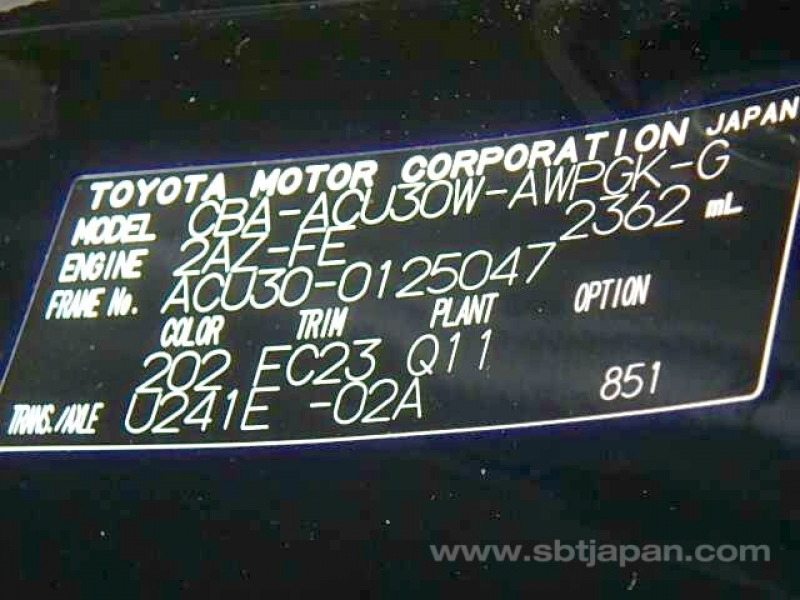 TOYOTA MOTOR CORPORATION JAPAN
MODEL CBA-ACU30W-AWPGK-G
ENGINE 2AZ-FE 2362 mL
FRAME No. ACU30-0125047
COLOR TRIM PLANT OPTION
202 EC23 Q11
TRANS./AXLE U241E -02A 851
www.sbtjapan.com